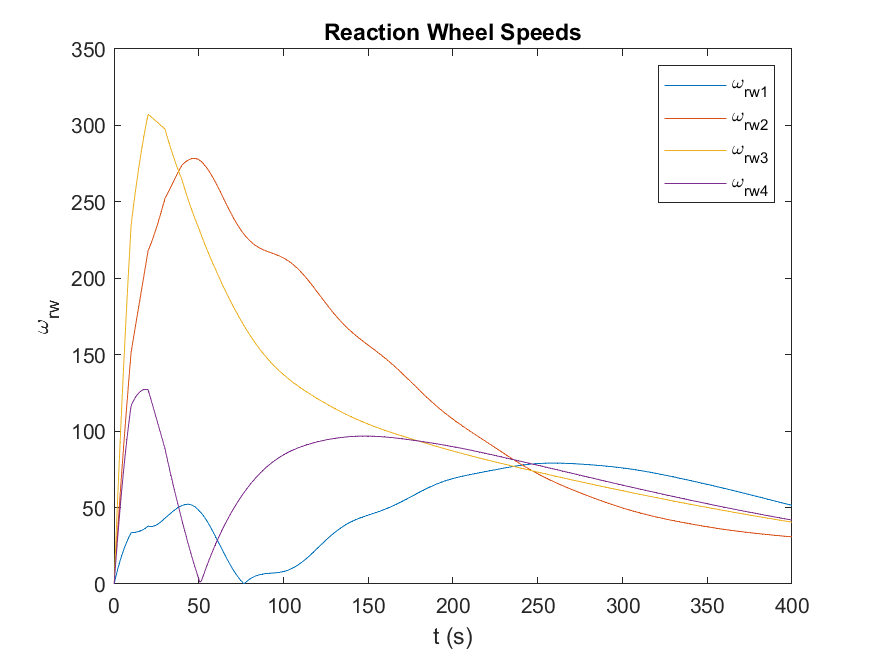 Reaction Wheel Speeds
350
300
250
200
150
100
50
0
ω_rw
ω_rw1
ω_rw2
ω_rw3
ω_rw4
0 50 100 150 200 250 300 350 400
t (s)